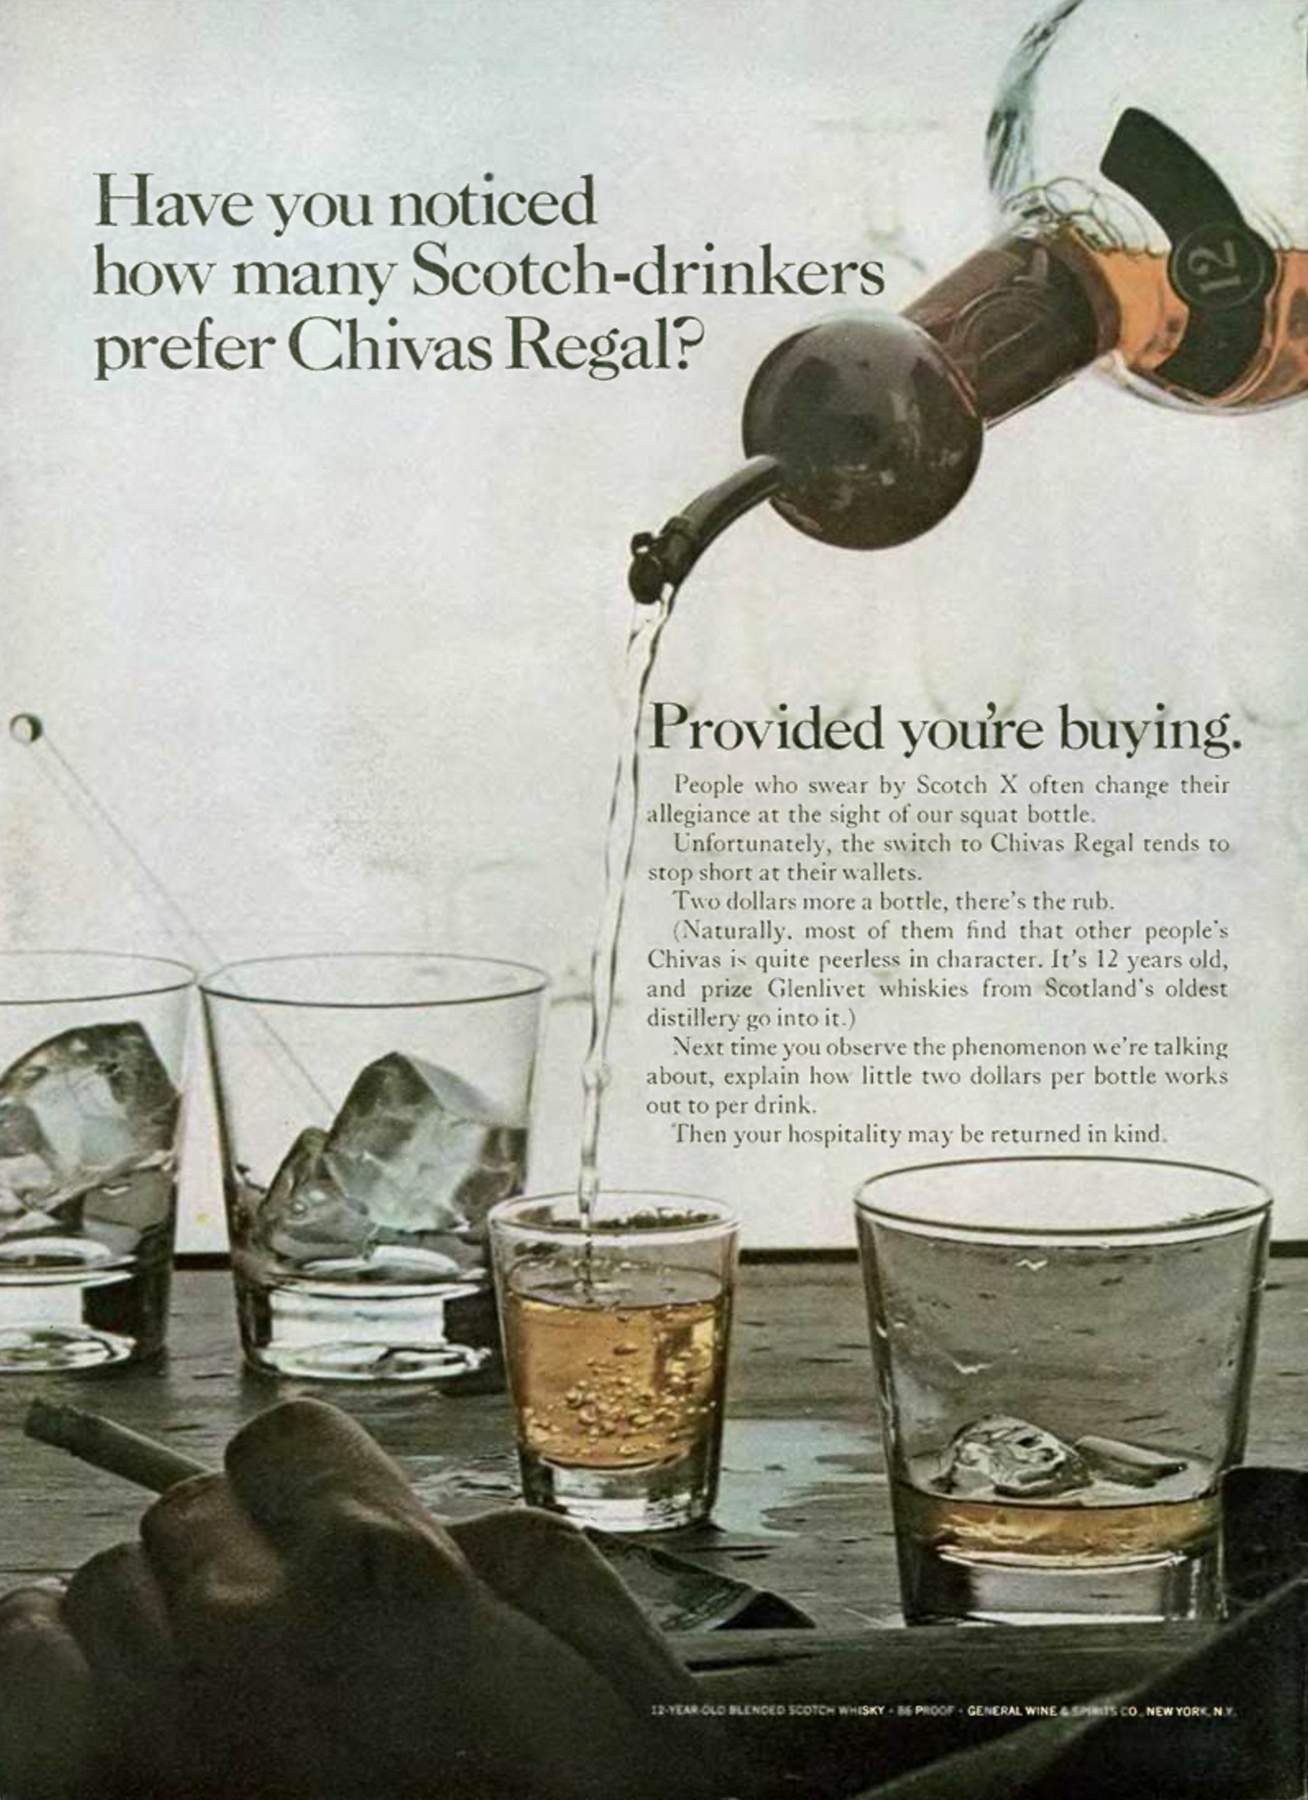 Have you noticed
how many Scotch-drinkers
prefer Chivas Regal?
12
Provided you're buying.
People who swear by Scotch X often change their
allegiance at the sight of our squat bottle.
Unfortunately, the switch to Chivas Regal tends to
stop short at their wallets.
Two dollars more a bottle, there's the rub.
(Naturally, most of them find that other people's
Chivas is quite peerless in character. It's 12 years old,
and prize Glenlivet whiskies from Scotland's oldest
distillery go into it.)
Next time you observe the phenomenon we're talking
about, explain how little two dollars per bottle works
out to per drink.
Then your hospitality may be returned in kind.
12-YEAR-OLD BLENDED SCOTCH WHISKY • 86 PROOF • GENERAL WINE & SPIRITS CO., NEW YORK, N.Y.